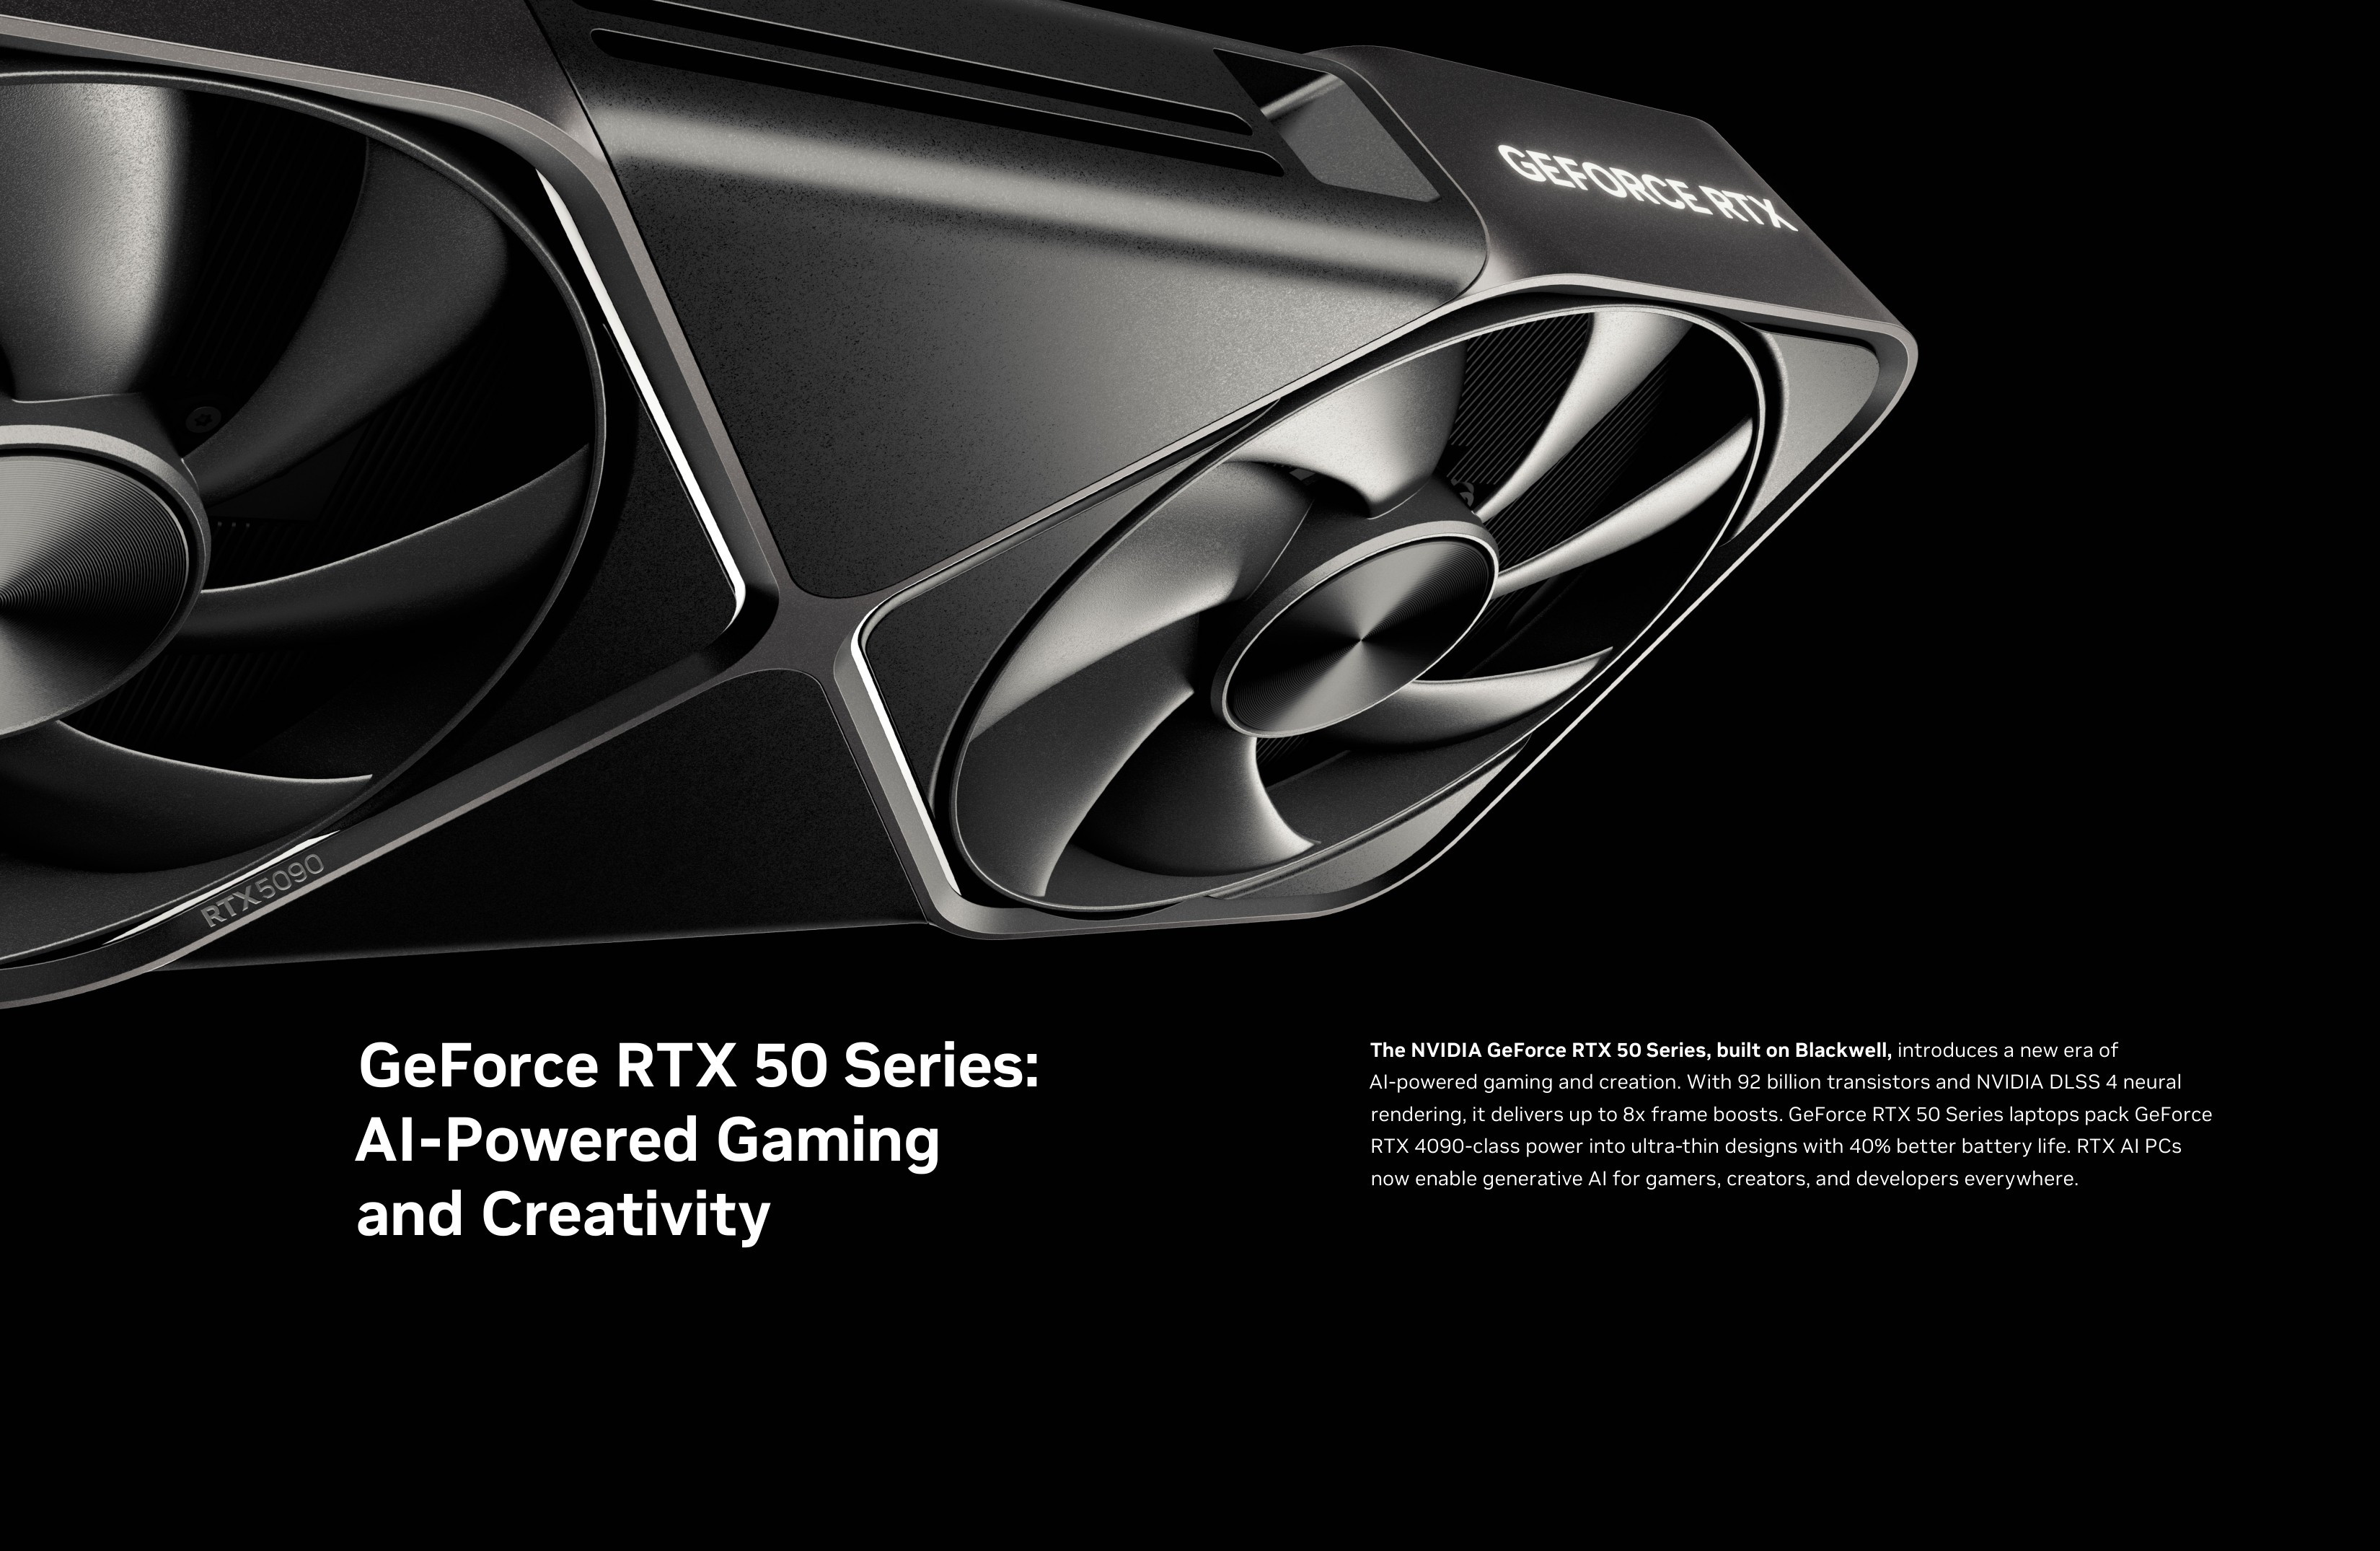 GEFORCE RTX
RTX5090
GeForce RTX 50 Series:
AI-Powered Gaming
and Creativity
The NVIDIA GeForce RTX 50 Series, built on Blackwell, introduces a new era of
AI-powered gaming and creation. With 92 billion transistors and NVIDIA DLSS 4 neural
rendering, it delivers up to 8x frame boosts. GeForce RTX 50 Series laptops pack GeForce
RTX 4090-class power into ultra-thin designs with 40% better battery life. RTX AI PCs
now enable generative AI for gamers, creators, and developers everywhere.